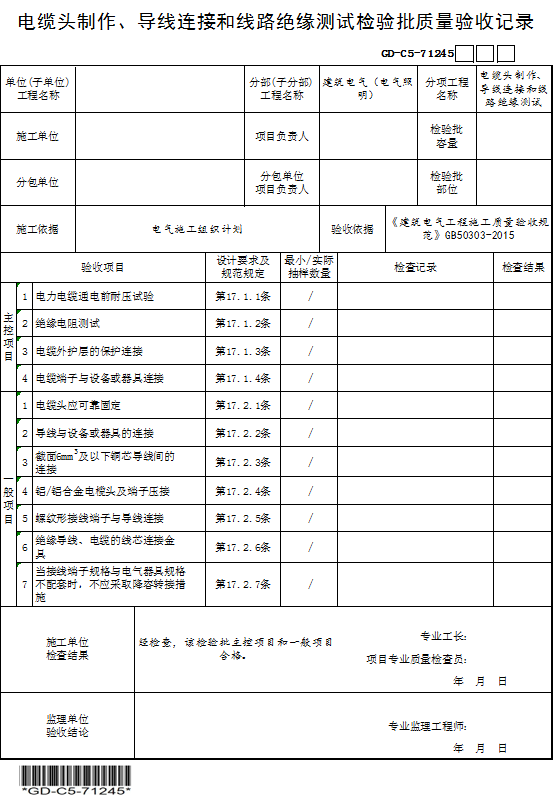 电缆头制作、导线连接和线路绝缘测试检验批质量验收记录
GD-C5-71245
单位(子单位)
工程名称
分部(子分部)
工程名称
建筑电气（电气照
明）
分项工程
名称
电缆头制作、
导线连接和线
路绝缘测试
施工单位
项目负责人
检验批
容量
分包单位
分包单位
项目负责人
检验批
部位
施工依据
电气施工组织计划
验收依据
《建筑电气工程施工质量验收规
范》GB50303-2015
验收项目
设计要求及
规范规定
最小/实际
抽样数量
检查记录
检查结果
主控项目
1 电力电缆通电前耐压试验 第17.1.1条 /
2 绝缘电阻测试 第17.1.2条 /
3 电缆外护层的保护连接 第17.1.3条 /
4 电缆端子与设备或器具连接 第17.1.4条 /
一般项目
1 电缆头应可靠固定 第17.2.1条 /
2 导线与设备或器具的连接 第17.2.2条 /
3 截面6mm²及以下铜芯导线间的
连接 第17.2.3条 /
4 铝/铝合金电缆头及端子压接 第17.2.4条 /
5 螺纹形接线端子与导线连接 第17.2.5条 /
6 绝缘导线、电缆的线芯连接金
具 第17.2.6条 /
7 当接线端子规格与电气器具规格
不配套时，不应采取降容转接措
施 第17.2.7条 /
施工单位
检查结果
经检查，该检验批主控项目和一般项目
合格。
专业工长：
项目专业质量检查员：
年 月 日
监理单位
验收结论
专业监理工程师：
年 月 日
*GD-C5-71245*